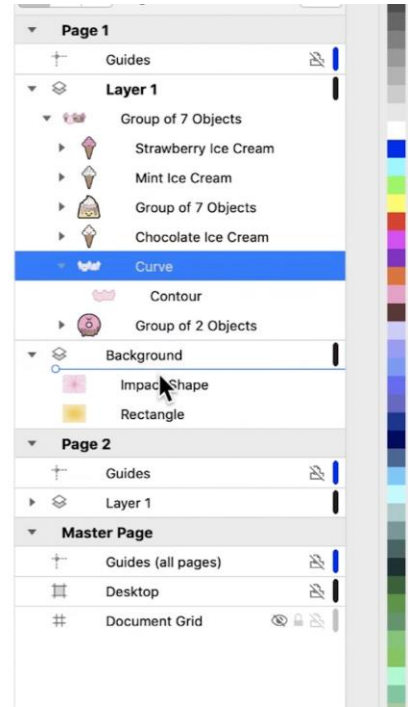 Page 1
Guides
Layer 1
Group of 7 Objects
Strawberry Ice Cream
Mint Ice Cream
Group of 7 Objects
Chocolate Ice Cream
Curve
Contour
Group of 2 Objects
Background
Impact Shape
Rectangle
Page 2
Guides
Layer 1
Master Page
Guides (all pages)
Desktop
Document Grid